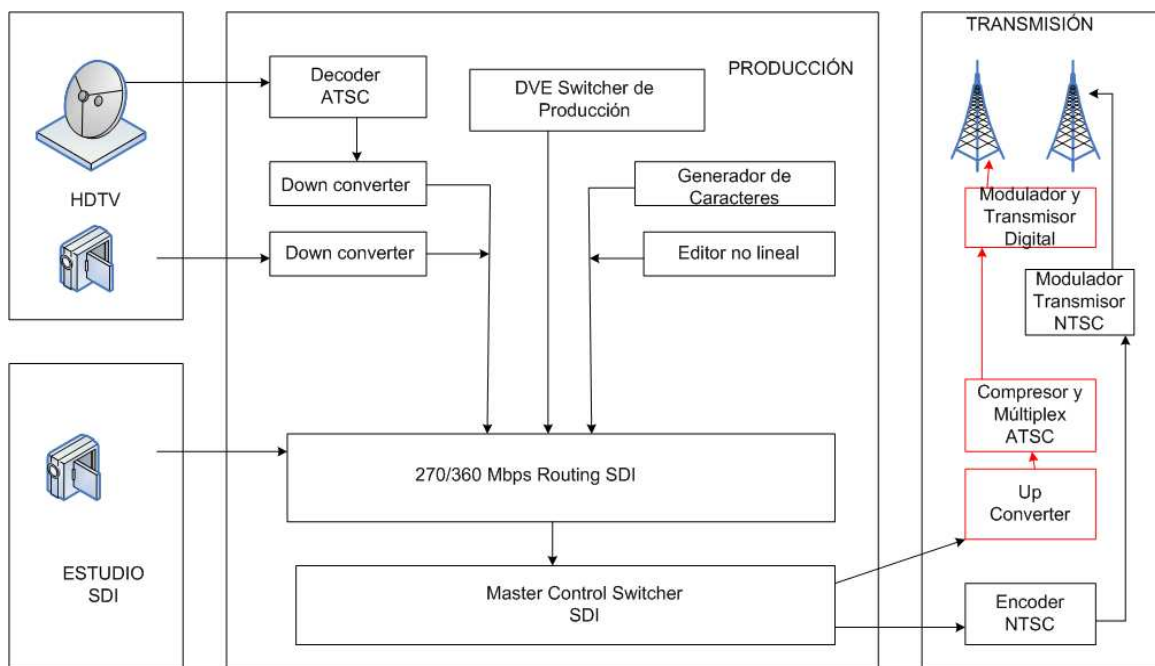 HDTV
ESTUDIO
SDI
PRODUCCIÓN
Decoder
ATSC
DVE Switcher de
Producción
Down converter
Generador de
Caracteres
Down converter
Editor no lineal
270/360 Mbps Routing SDI
Master Control Switcher
SDI
TRANSMISIÓN
Modulador y
Transmisor
Digital
Modulador
Transmisor
NTSC
Compresor y
Múltiplex
ATSC
Up
Converter
Encoder
NTSC